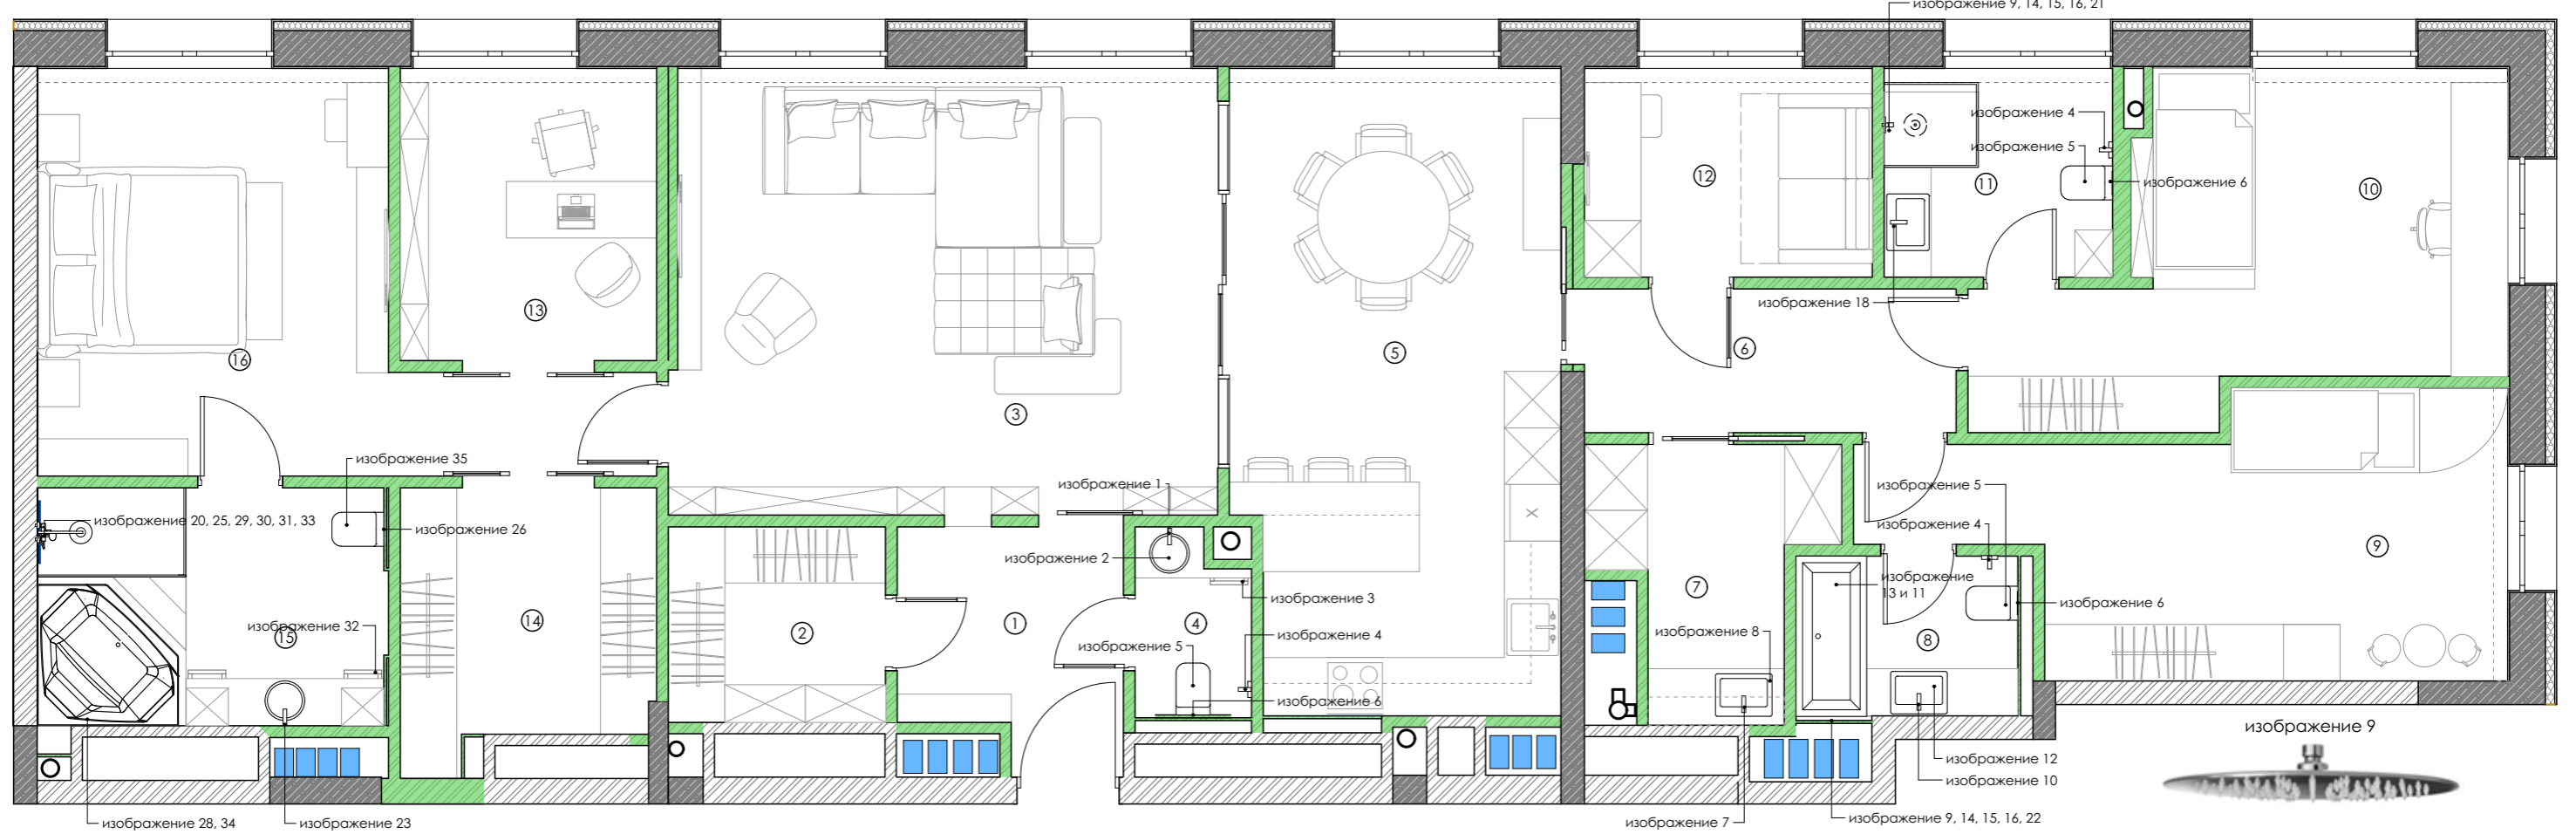 изображение 9, 14, 15, 16, 21
изображение 4
изображение 5
12
11
изображение 6
10
изображение 18
13
6
5
16
3
изображение 35
изображение 1
изображение 5
изображение 20, 25, 29, 30, 31, 33
изображение 26
изображение 4
изображение 2
9
изображение
13 и 11
7
изображение 3
изображение 6
14
1
4
2
изображение 32
15
изображение 4
изображение 8
8
изображение 5
изображение 6
изображение 9
изображение 12
изображение 10
изображение 28, 34
изображение 23
изображение 7
изображение 9, 14, 15, 16, 22